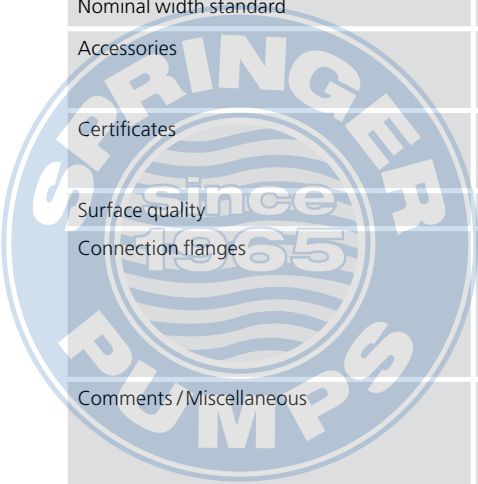 Nominal width standard
Accessories
SPRINGER
Certificates
since
Surface quality
1965
Connection flanges
Comments / Miscellaneous
PUMPS